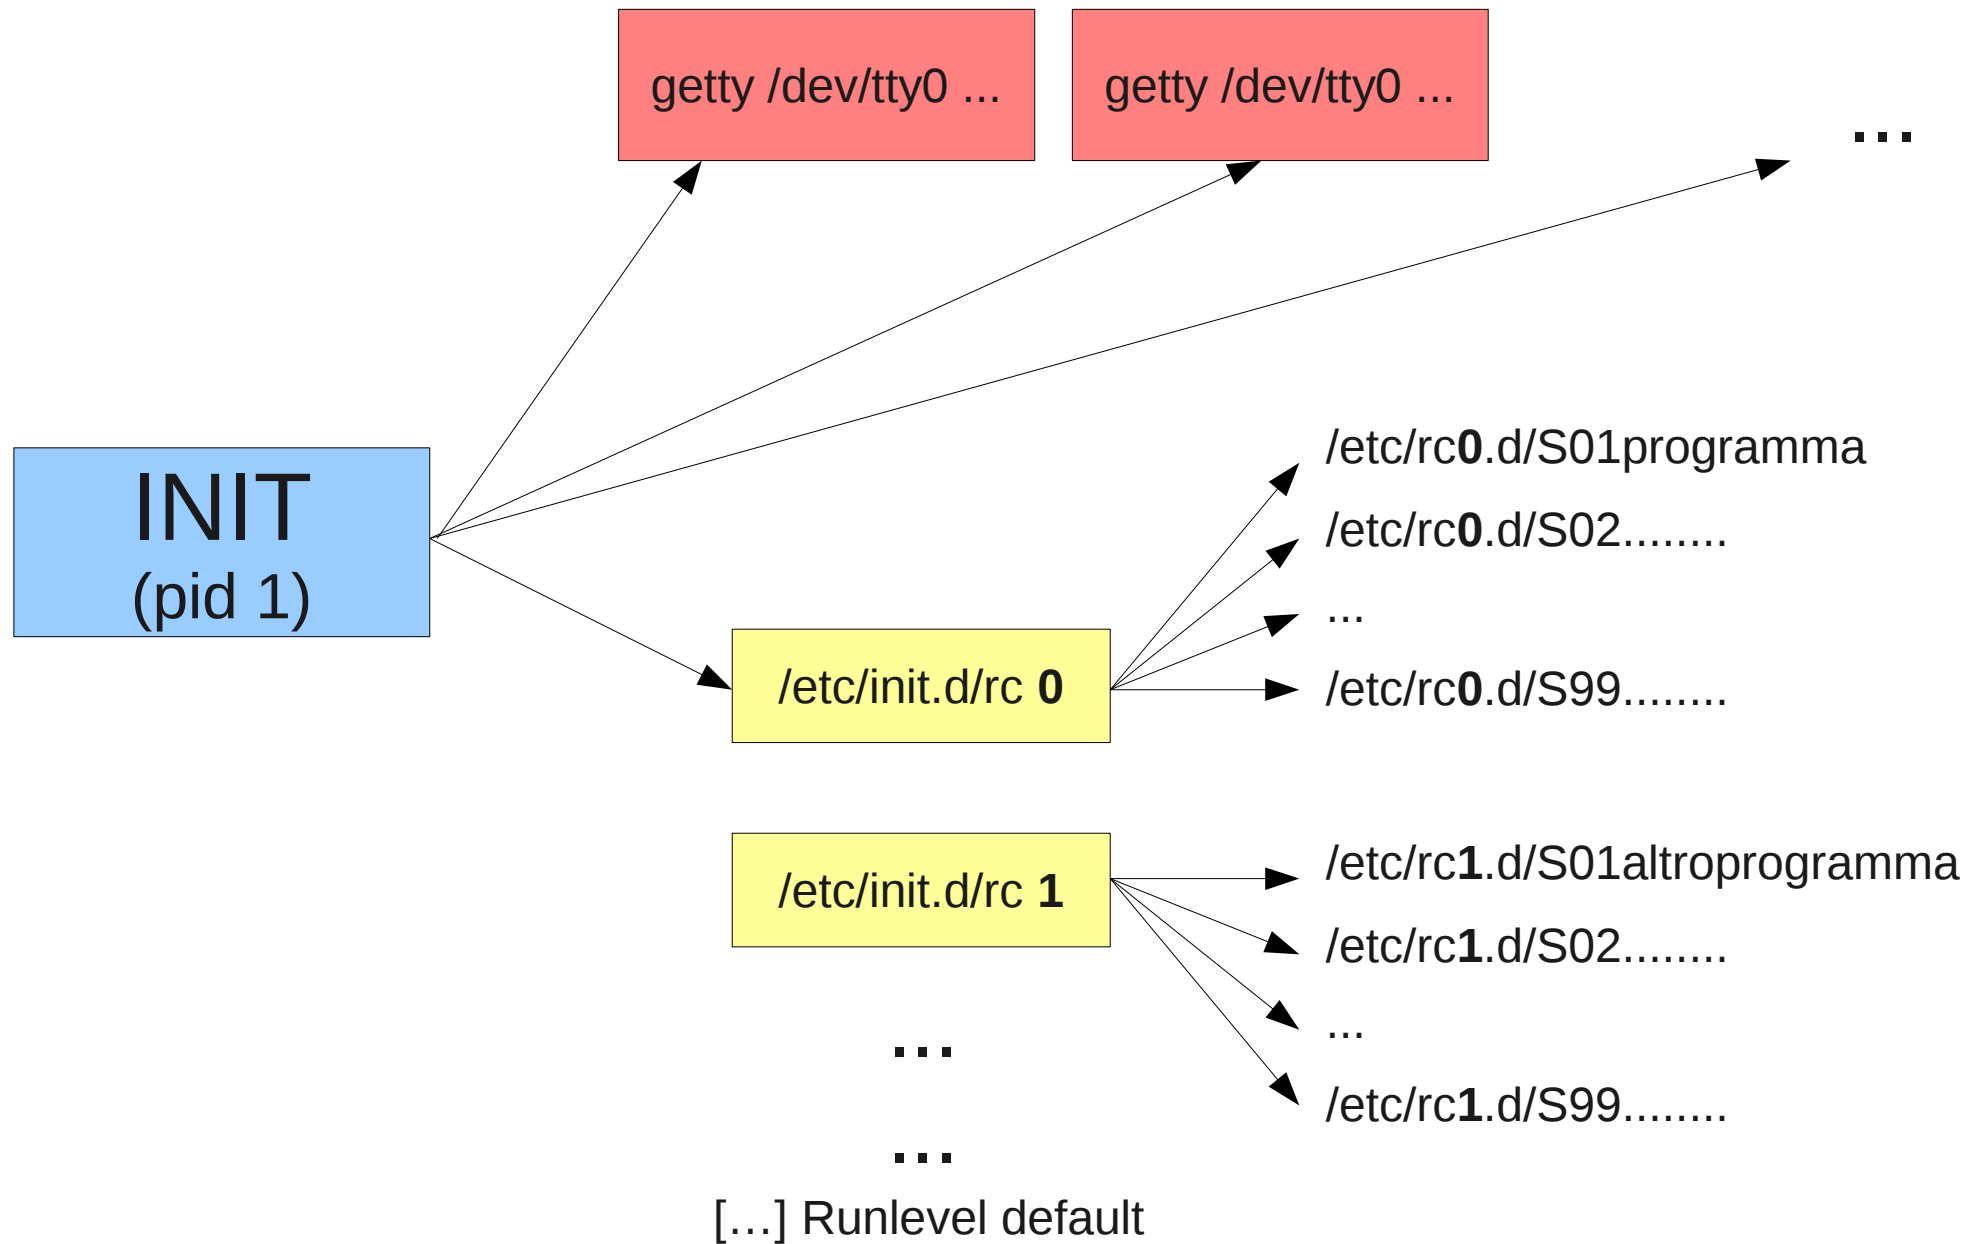 getty /dev/tty0 ...
getty /dev/tty0 ...
...
INIT
(pid 1)
/etc/init.d/rc 0
/etc/rc0.d/S01programma
/etc/rc0.d/S02........
...
/etc/rc0.d/S99........
/etc/init.d/rc 1
/etc/rc1.d/S01altroprogramma
/etc/rc1.d/S02........
...
/etc/rc1.d/S99........
...
...
[…] Runlevel default